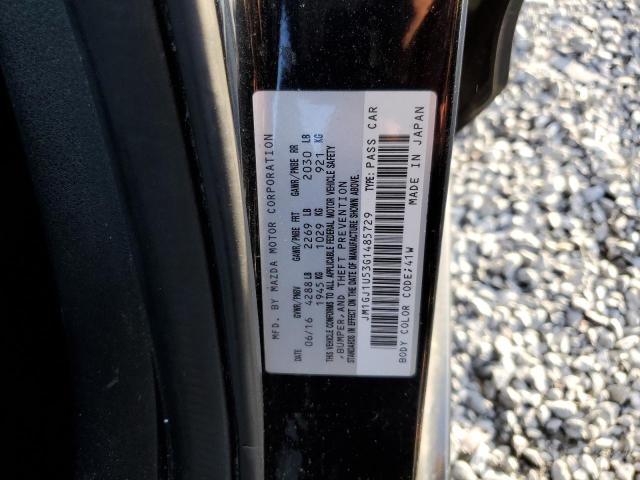 MFD. BY MAZDA MOTOR CORPORATION
DATE GVWR/PNBV GAWR/PNBE FRT GAWR/PNBE RR
06/16 4288 LB 2269 LB 2030 LB
1945 KG 1029 KG 921 KG
THIS VEHICLE CONFORMS TO ALL APPLICABLE FEDERAL MOTOR VEHICLE SAFETY
,BUMPER,AND THEFT PREVENTION
STANDARDS IN EFFECT ON THE DATE OF MANUFACTURE SHOWN ABOVE.
JM1GJ1U53G1485729 TYPE: PASS CAR
BODY COLOR CODE;41W MADE IN JAPAN